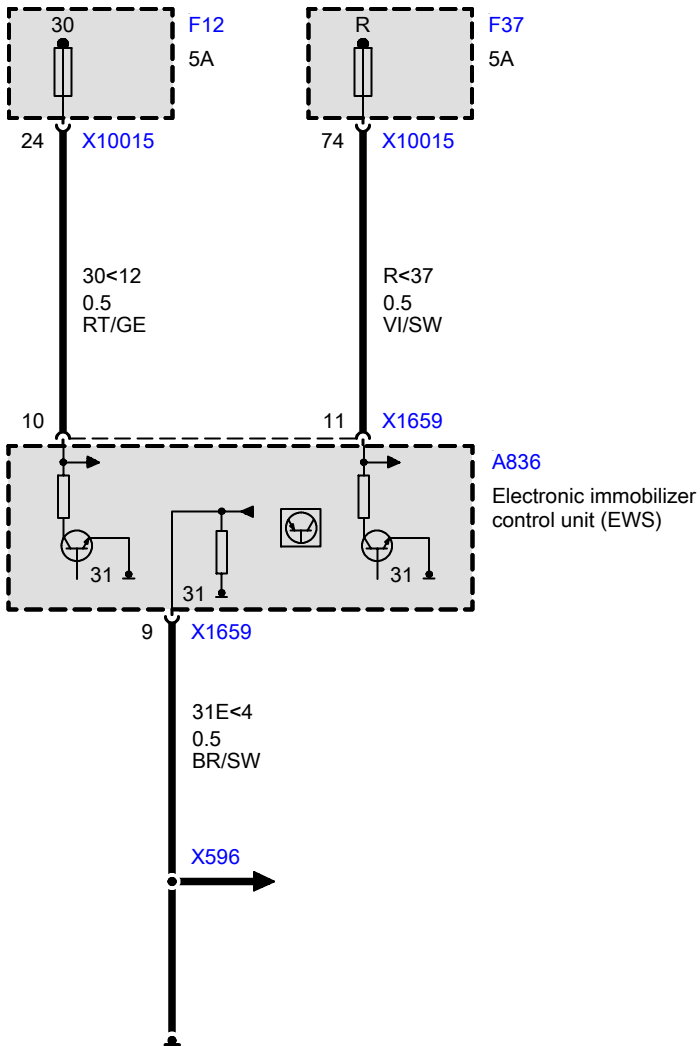 30
F12
5A
R
F37
5A
24
X10015
74
X10015
30<12
0.5
RT/GE
R<37
0.5
VI/SW
10
11
X1659
A836
Electronic immobilizer
control unit (EWS)
31
31
31
9
X1659
31E<4
0.5
BR/SW
X596